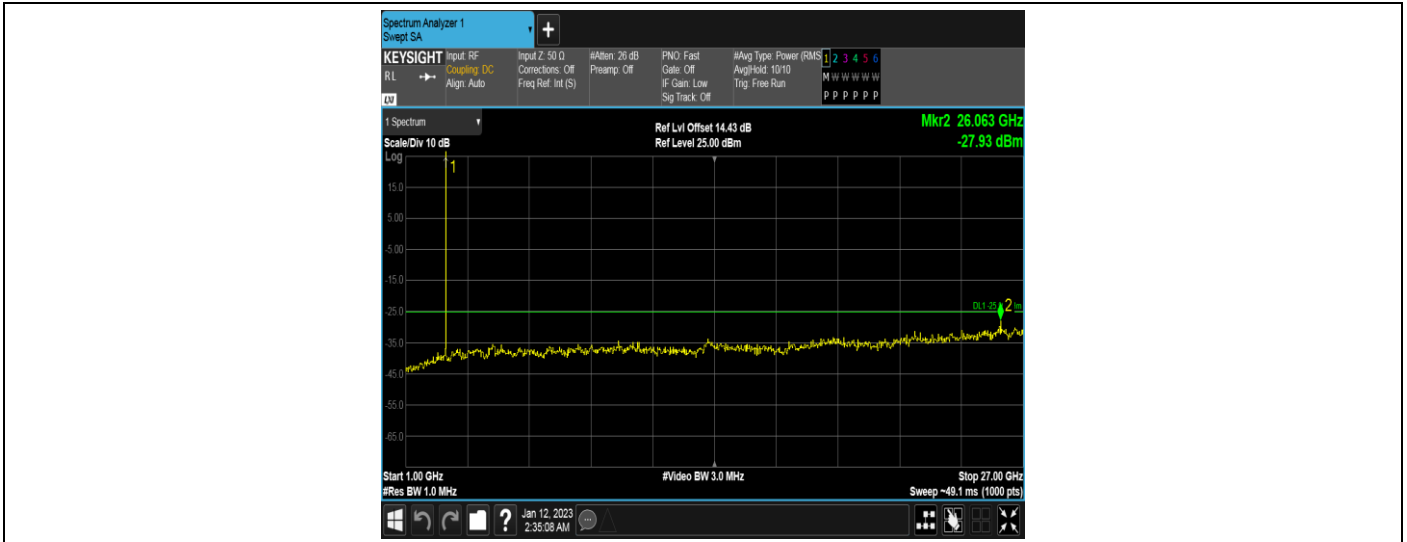 Spectrum Analyzer 1
Swept SA
+
KEYSIGHT
RL
LXI
Input: RF
Coupling: DC
Align: Auto
Input Z: 50 Ω
Corrections: Off
Freq Ref: Int (S)
#Atten: 26 dB
Preamp: Off
PNO: Fast
Gate: Off
IF Gain: Low
Sig Track: Off
#Avg Type: Power (RMS
Avg|Hold: 10/10
Trig: Free Run
1 2 3 4 5 6
M W W W W W
P P P P P P
1 Spectrum
Scale/Div 10 dB
Ref Lvl Offset 14.43 dB
Ref Level 25.00 dBm
Mkr2 26.063 GHz
-27.93 dBm
Log
1
15.0
5.00
-5.00
-15.0
-25.0
DL1 -25
2
-35.0
-45.0
-55.0
-65.0
Start 1.00 GHz
#Video BW 3.0 MHz
Stop 27.00 GHz
#Res BW 1.0 MHz
Sweep ~49.1 ms (1000 pts)
?
Jan 12, 2023
2:35:08 AM